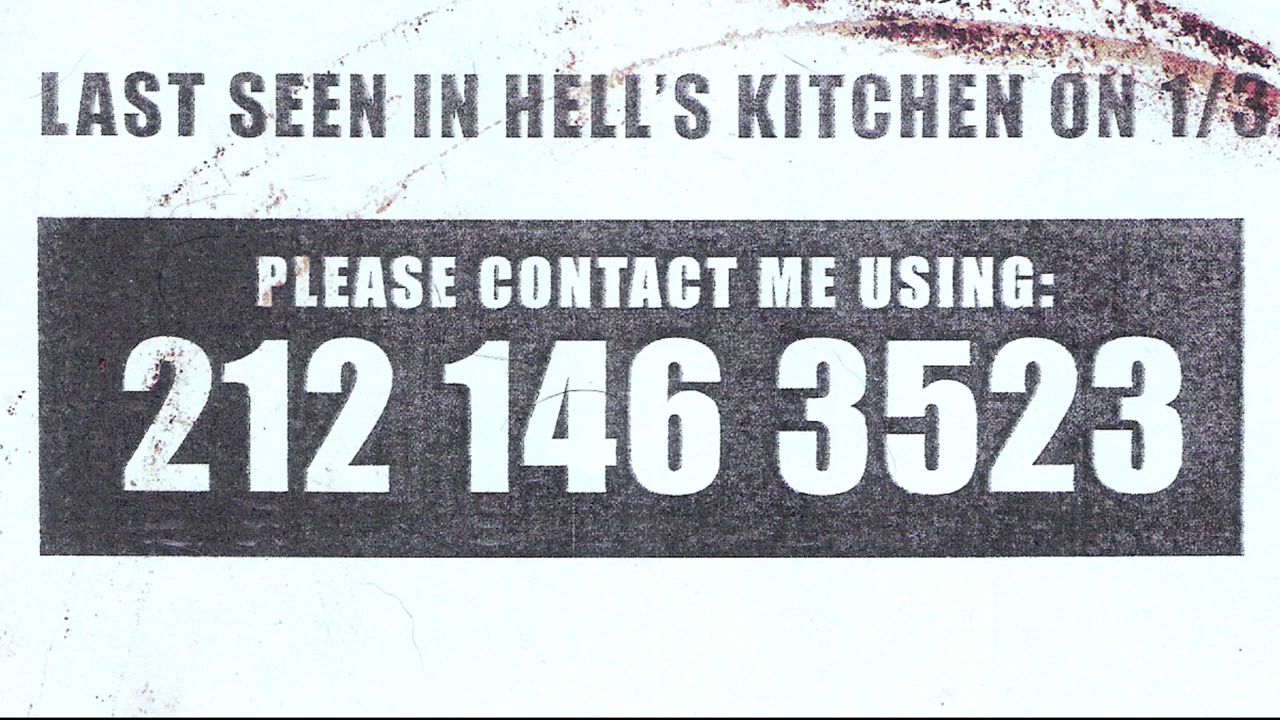 LAST SEEN IN HELL'S KITCHEN ON 1/3
PLEASE CONTACT ME USING:
212 146 3523